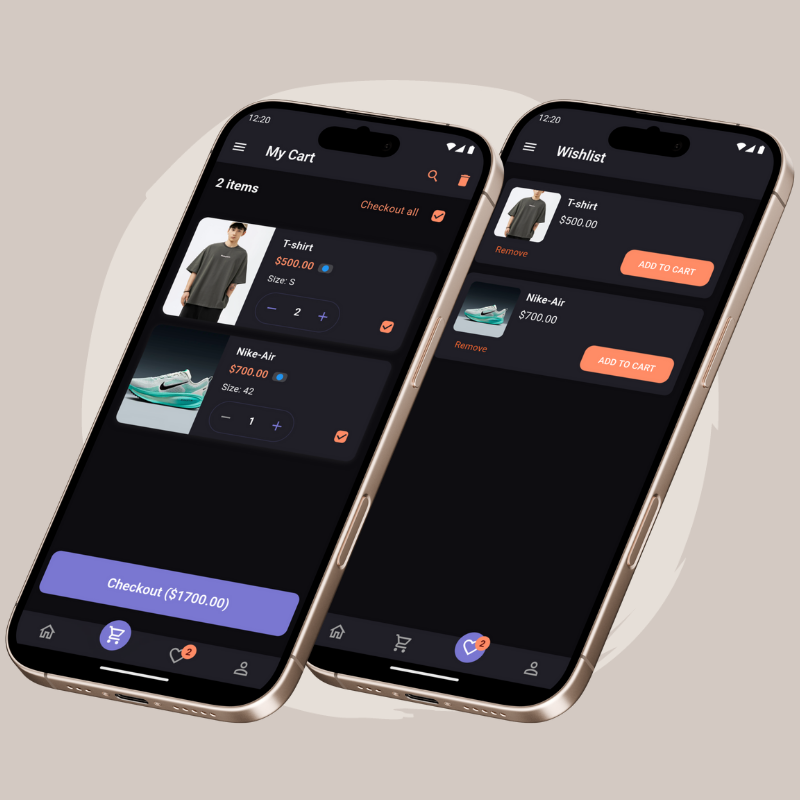 12:20
My Cart
2 items
Checkout all
T-shirt
$500.00
Size: S
2
Nike-Air
$700.00
Size: 42
1
Checkout ($1700.00)
2
12:20
Wishlist
T-shirt
$500.00
Remove
ADD TO CART
Nike-Air
$700.00
Remove
ADD TO CART
2